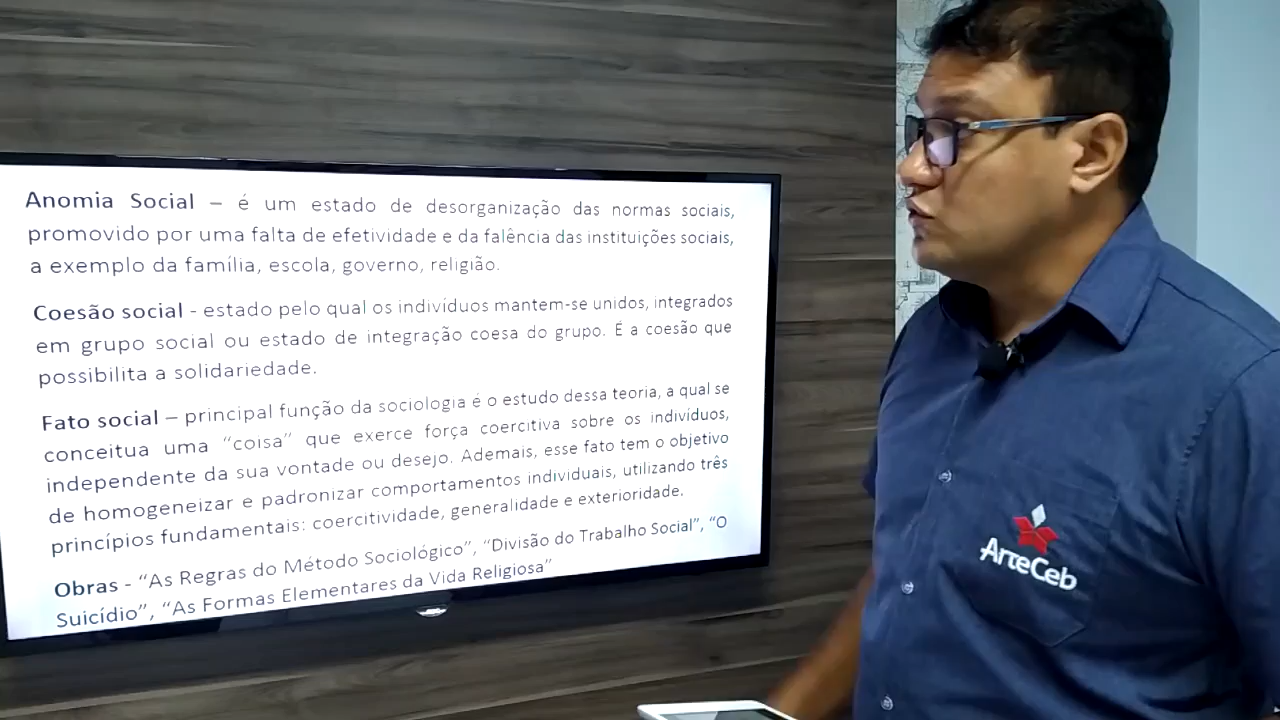 Anomia Social – é um estado de desorganização das normas sociais,
promovido por uma falta de efetividade e da falência das instituições sociais,
a exemplo da família, escola, governo, religião.
Coesão social - estado pelo qual os indivíduos mantem-se unidos, integrados
em grupo social ou estado de integração coesa do grupo. É a coesão que
possibilita a solidariedade.
Fato social – principal função da sociologia é o estudo dessa teoria, a qual se
conceitua uma “coisa” que exerce força coercitiva sobre os indivíduos,
independente da sua vontade ou desejo. Ademais, esse fato tem o objetivo
de homogeneizar e padronizar comportamentos individuais, utilizando três
princípios fundamentais: coercitividade, generalidade e exterioridade.
Obras - “As Regras do Método Sociológico”, “Divisão do Trabalho Social”, “O
Suicídio”, “As Formas Elementares da Vida Religiosa”
ArteCeb